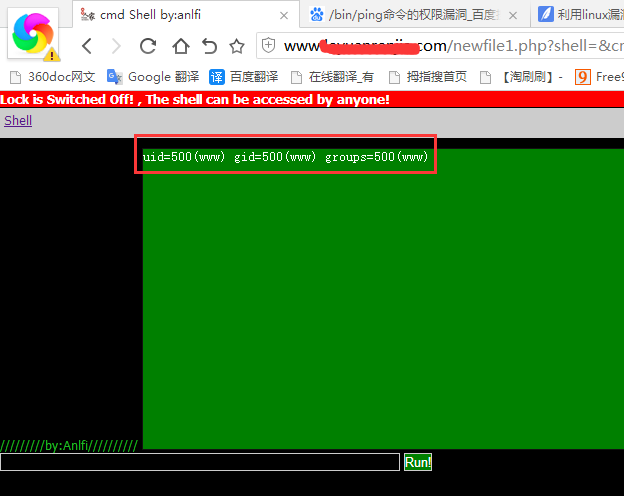 cmd Shell by:anlfi
/bin/ping命令的权限漏洞_百度
利用linux漏洞
www.
.com/newfile1.php?shell=&c
360doc网文
Google 翻译
百度翻译
在线翻译_有
拇指搜首页
【淘刷刷】-
Free9
Lock is Switched Off! , The shell can be accessed by anyone!
Shell
uid=500(www) gid=500(www) groups=500(www)
/////////by:Anlfi//////////
Run!